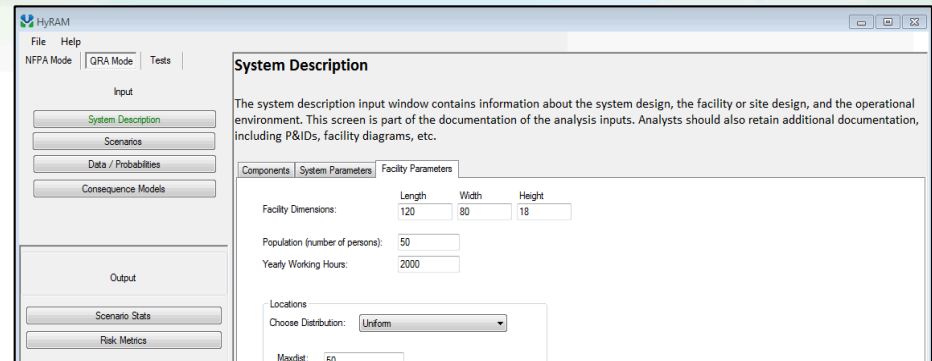 HyRAM
File Help
NFPA Mode QRA Mode Tests
Input
System Description
Scenarios
Data / Probabilities
Consequence Models
Output
Scenario Stats
Risk Metrics
System Description
The system description input window contains information about the system design, the facility or site design, and the operational
environment. This screen is part of the documentation of the analysis inputs. Analysts should also retain additional documentation,
including P&IDs, facility diagrams, etc.
Components System Parameters Facility Parameters
Length Width Height
Facility Dimensions: 120 80 18
Population (number of persons): 50
Yearly Working Hours: 2000
Locations
Choose Distribution: Uniform
Maxdist: 50